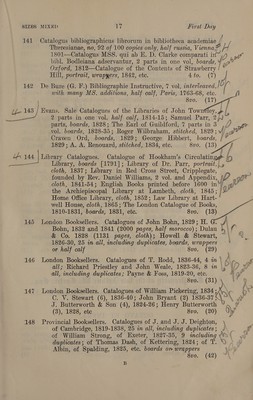 SIZES MIXED 17 First Day
141 Catalogus bibliographicus librorum in bibliotheca academiae
Theresianae, no. 92 of 100 copies only, half russia, Vienna,
1801—Catalogus MSS. qui ab E. D. Clarke comparati in
bibl. Bodleiana adservantur, 2 parts in one vol, boards,
Oxford, 1812—Catalogue of the Contents of Strawberry
Hill, portrait, wrappers, 1842, etc. 4 to. (7)
142 De Bure (G. F.) Bibliographie Instructive, 7 vol, interleaved,
with many MS. additions, half calf, Paris, 1763-68, etc.
8vo. (17)
143 Evans. Sale Catalogues of the Libraries of John Towneley,
2 parts in one vol. half calf, 1814-15; Samuel Parr, 2
parts, boards, 1828; The Earl of Guilford, in 5
vol. boards, 1828-35; Roger Wilbraham, stitched, 1829;
Craven Ord, boards, 1829; George Hibbert, boards,
1829; A. A. Renouard, stitched, 1834, etc. 8vo. (13)
144 Library Catalogues. Catalogue of Hookham's Circulating
Library, boards [1791]; Library of Dr. Parr, portrait,
cloth, 1837; Library in Red Cross Street, Cripplegate,
founded by Rev. Daniel Williams, 2 vol. and Appendix,
cloth, 1841-54; English Books printed before 1600 in
the Archiepiscopal Library at Lambeth, cloth, 1845;
Home Office Library, cloth, 1852; Law Library at Hart-
well House, cloth, 1865; The London Catalogue of Books,
1810-1831, boards, 1831, etc. 8vo. (13)
145 London Booksellers. Catalogues of John Bohn, 1829; H. G.
Bohn, 1832 and 1841 (2000 pages, half morocco); Dulau
& Co. 1828 (1131 pages, cloth); Howell & Stewart,
1826-30, 25 in all, including duplicates, boards, wrappers
or half calf 8vo. (25)
146 London Booksellers. Catalogues of T. Rodd, 1836-44, 4 in
all; Richard Priestley and John Weale, 1822-36, 8 in
all, including duplicates; Payne & Foss, 1819-30, etc.
8vo. (31)
147 London Booksellers. Catalogues of William Pickering, 1834;
C. V. Stewart (6), 1836-40; John Bryant (2) 1836-37;
J. Butterworth & Son (4), 1824-26; Henry Butterworth
(3), 1828, etc 8vo. (20)
148 Provincial Booksellers. Catalogues of J. and J. J. Deighton,
of Cambridge, 1819-1838, 25 in all, including duplicates;
of William Strong, of Exeter, 1827-35, 9 including
duplicates; of Thomas Dash, of Kettering, 1824; of T.
Albin, of Spalding, 1825, etc. boards or wrappers
8vo. (42)
B